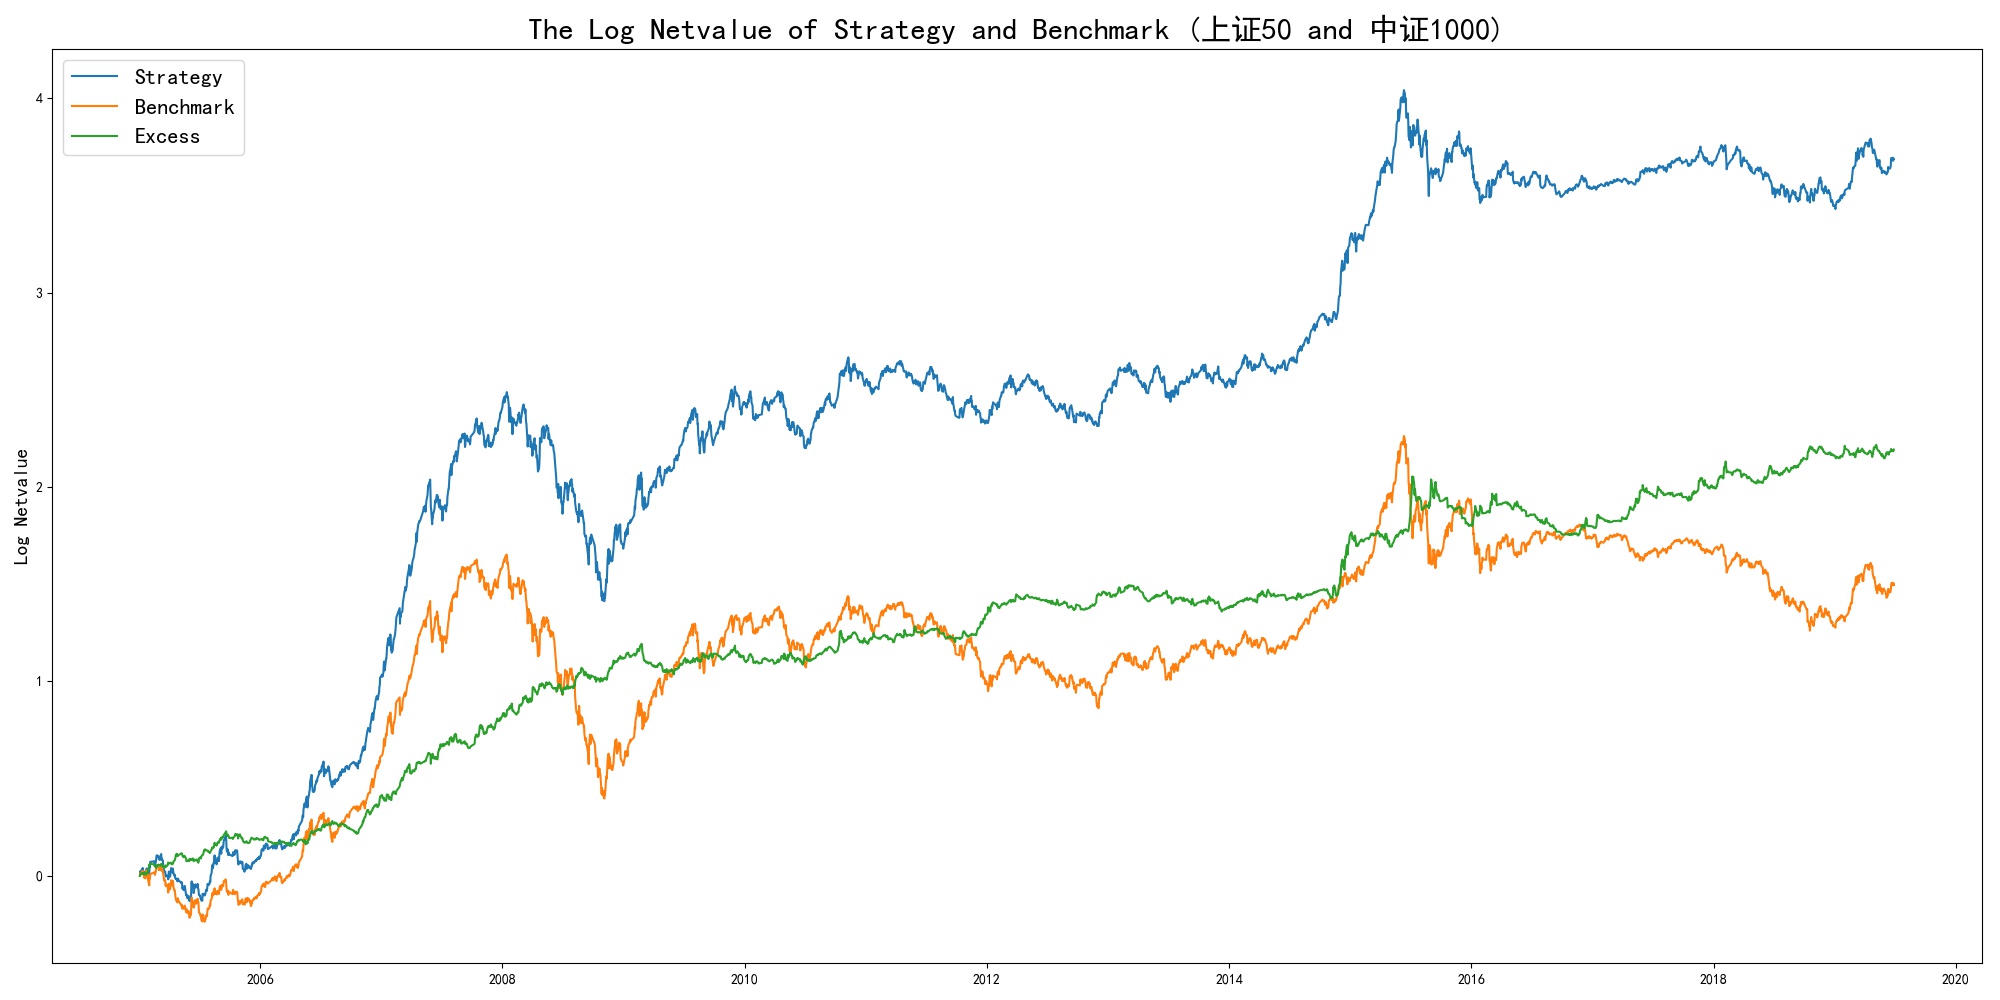 The Log Netvalue of Strategy and Benchmark (上证50 and 中证1000)
Strategy
Benchmark
Excess
Log Netvalue
4
3
2
1
0
2006 2008 2010 2012 2014 2016 2018 2020